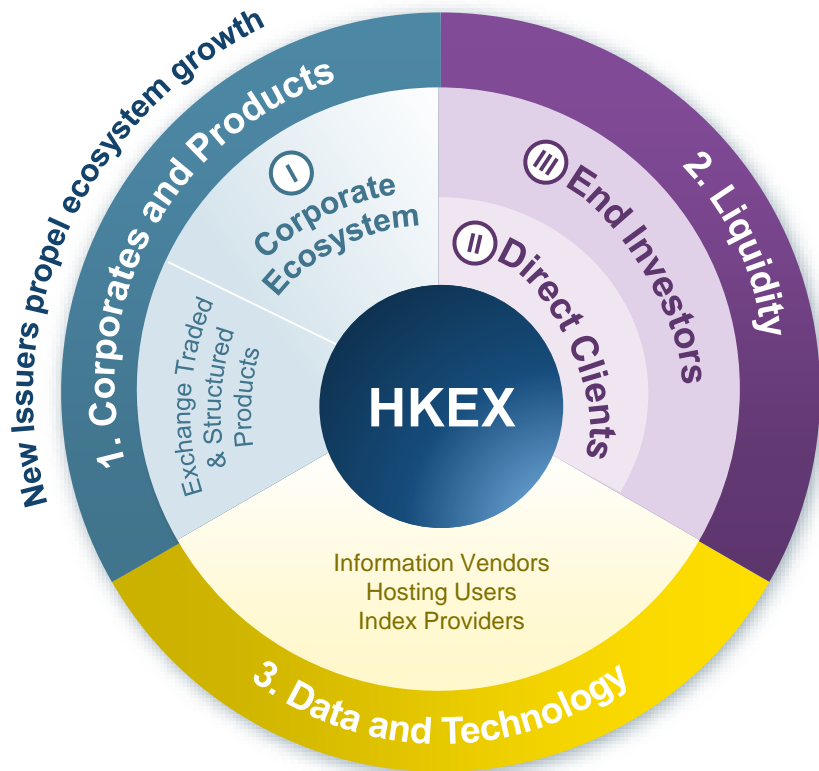 New Issuers propel ecosystem growth
1. Corporates and Products
I
Corporate
Ecosystem
Exchange Traded
& Structured
Products
2. Liquidity
III End Investors
II Direct Clients
HKEX
Information Vendors
Hosting Users
Index Providers
3. Data and Technology